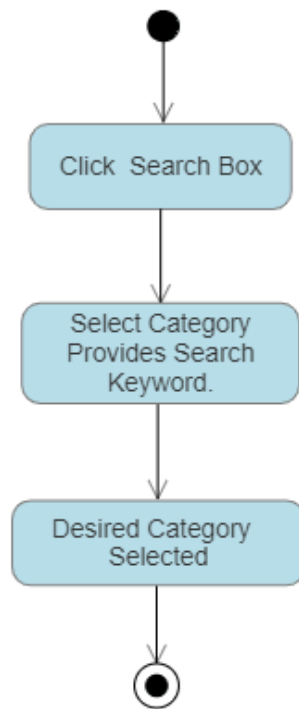 Click Search Box
Select Category
Provides Search
Keyword.
Desired Category
Selected